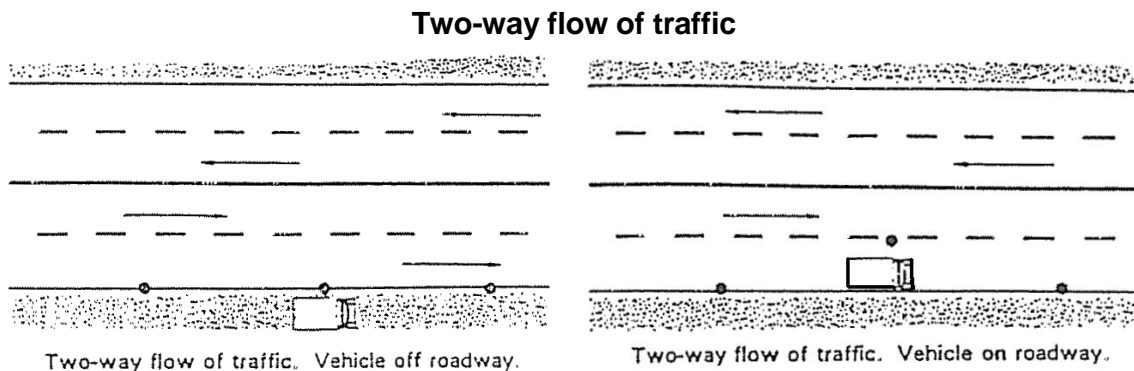 Two-way flow of traffic
Two-way flow of traffic. Vehicle off roadway.
Two-way flow of traffic. Vehicle on roadway.